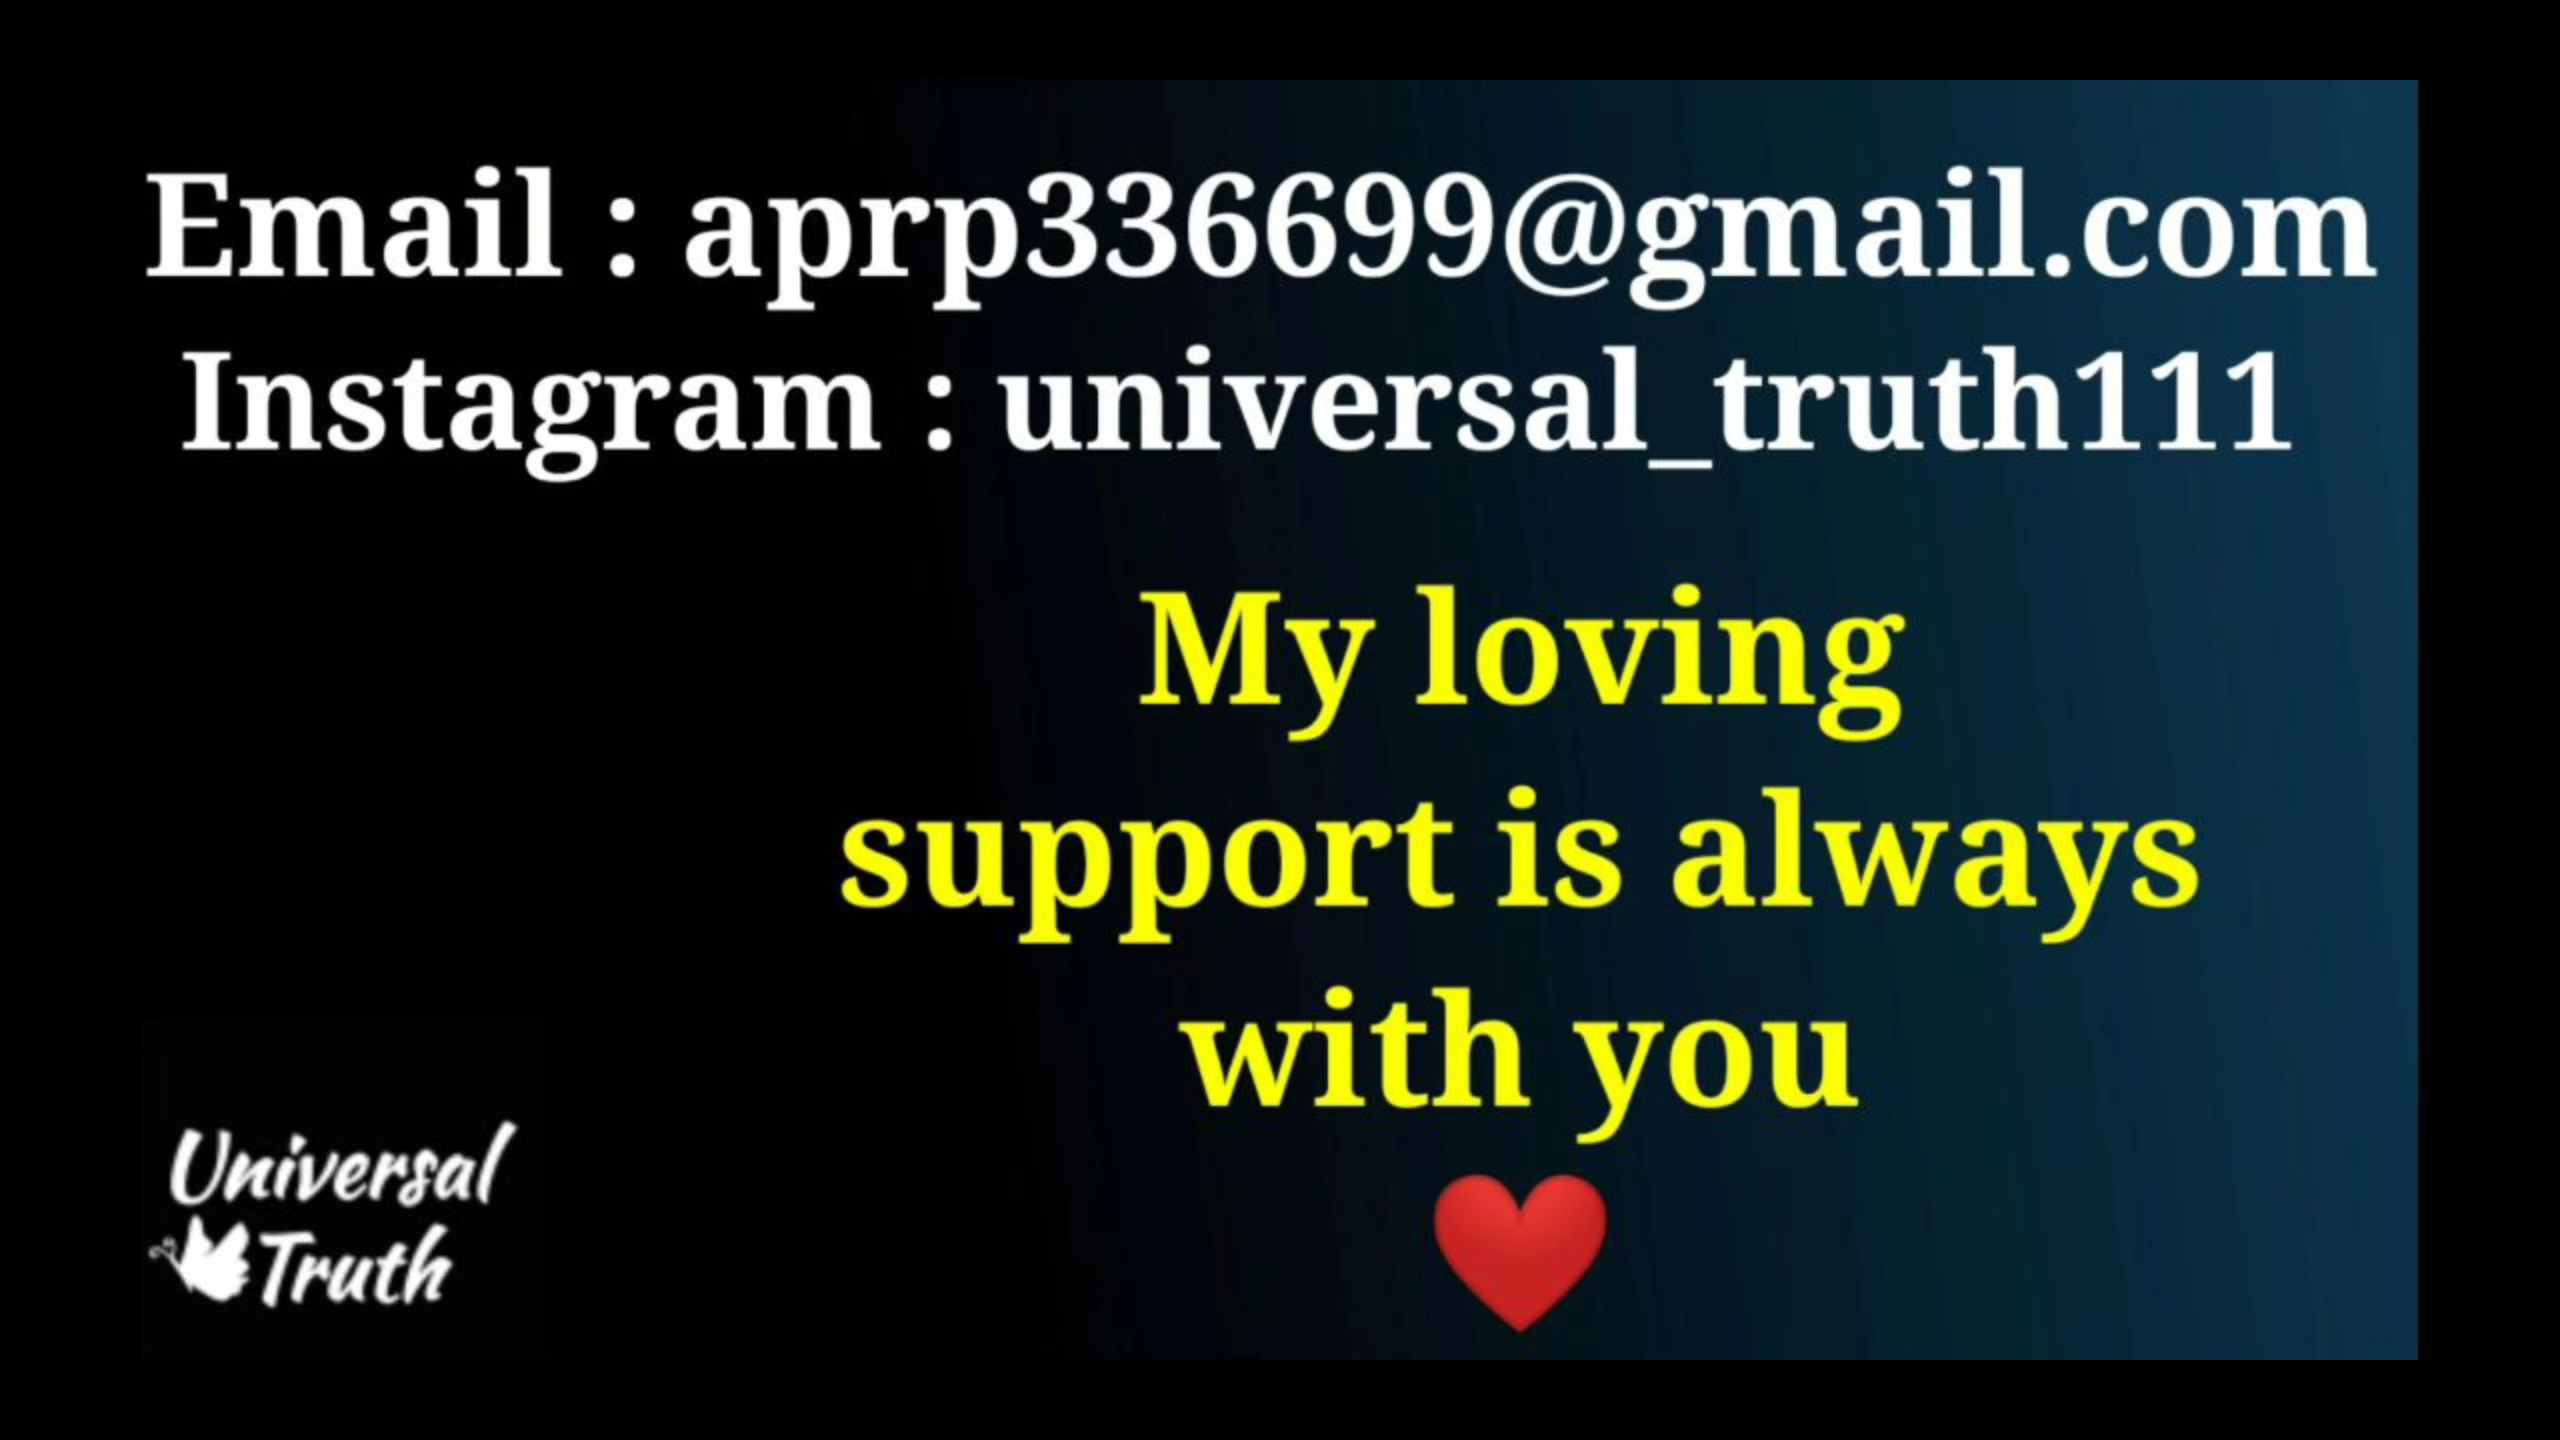 Email : aprp336699@gmail.com
Instagram : universal_truth111
My loving
support is always
with you
❤️
Universal
Truth